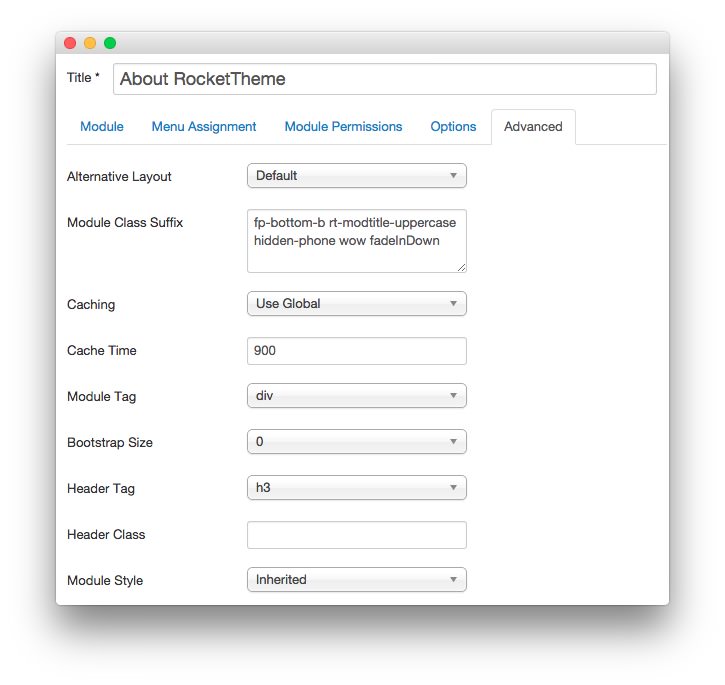 Title * About RocketTheme
Module Menu Assignment Module Permissions Options Advanced
Alternative Layout Default
Module Class Suffix fp-bottom-b rt-modtitle-uppercase
hidden-phone wow fadeInDown
Caching Use Global
Cache Time 900
Module Tag div
Bootstrap Size 0
Header Tag h3
Header Class
Module Style Inherited